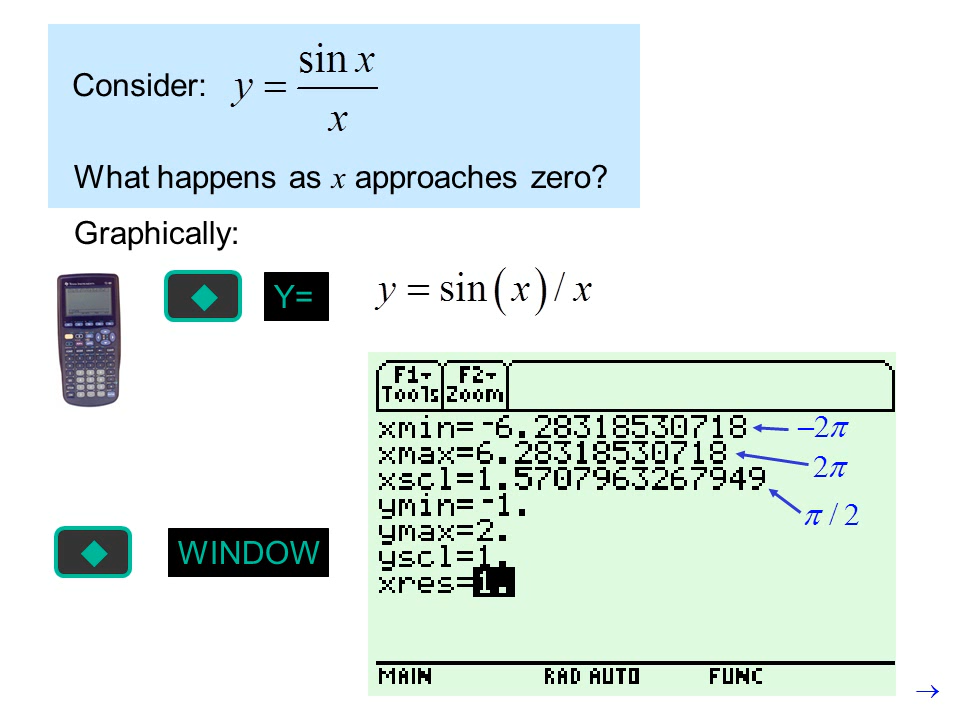 Consider: y = sin x / x
What happens as x approaches zero?
Graphically:
Y=
y = sin(x) / x
F1 Tools F2 Zoom
xmin=-6.28318530718
−2π
xmax=6.28318530718
2π
xscl=1.5707963267949
π / 2
ymin=-1.
ymax=2.
yscl=1.
xres=1.
WINDOW
MAIN RAD AUTO FUNC
→